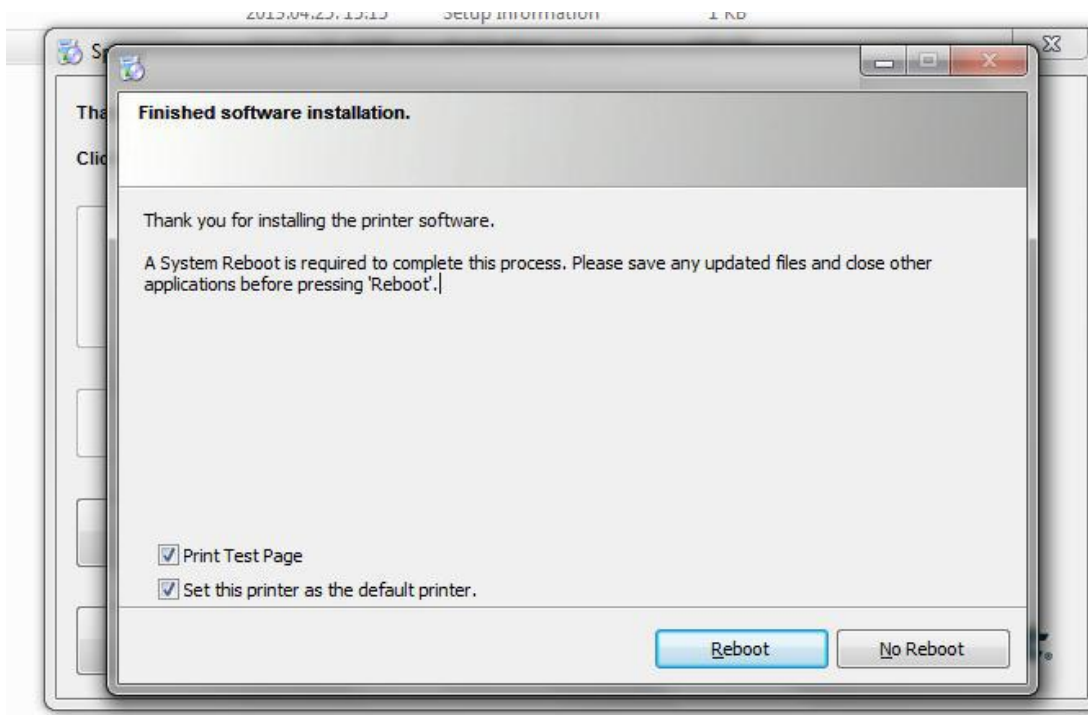 Setup Information 1 KB
Finished software installation.
Thank you for installing the printer software.
A System Reboot is required to complete this process. Please save any updated files and close other
applications before pressing 'Reboot'.
Print Test Page
Set this printer as the default printer.
Reboot No Reboot